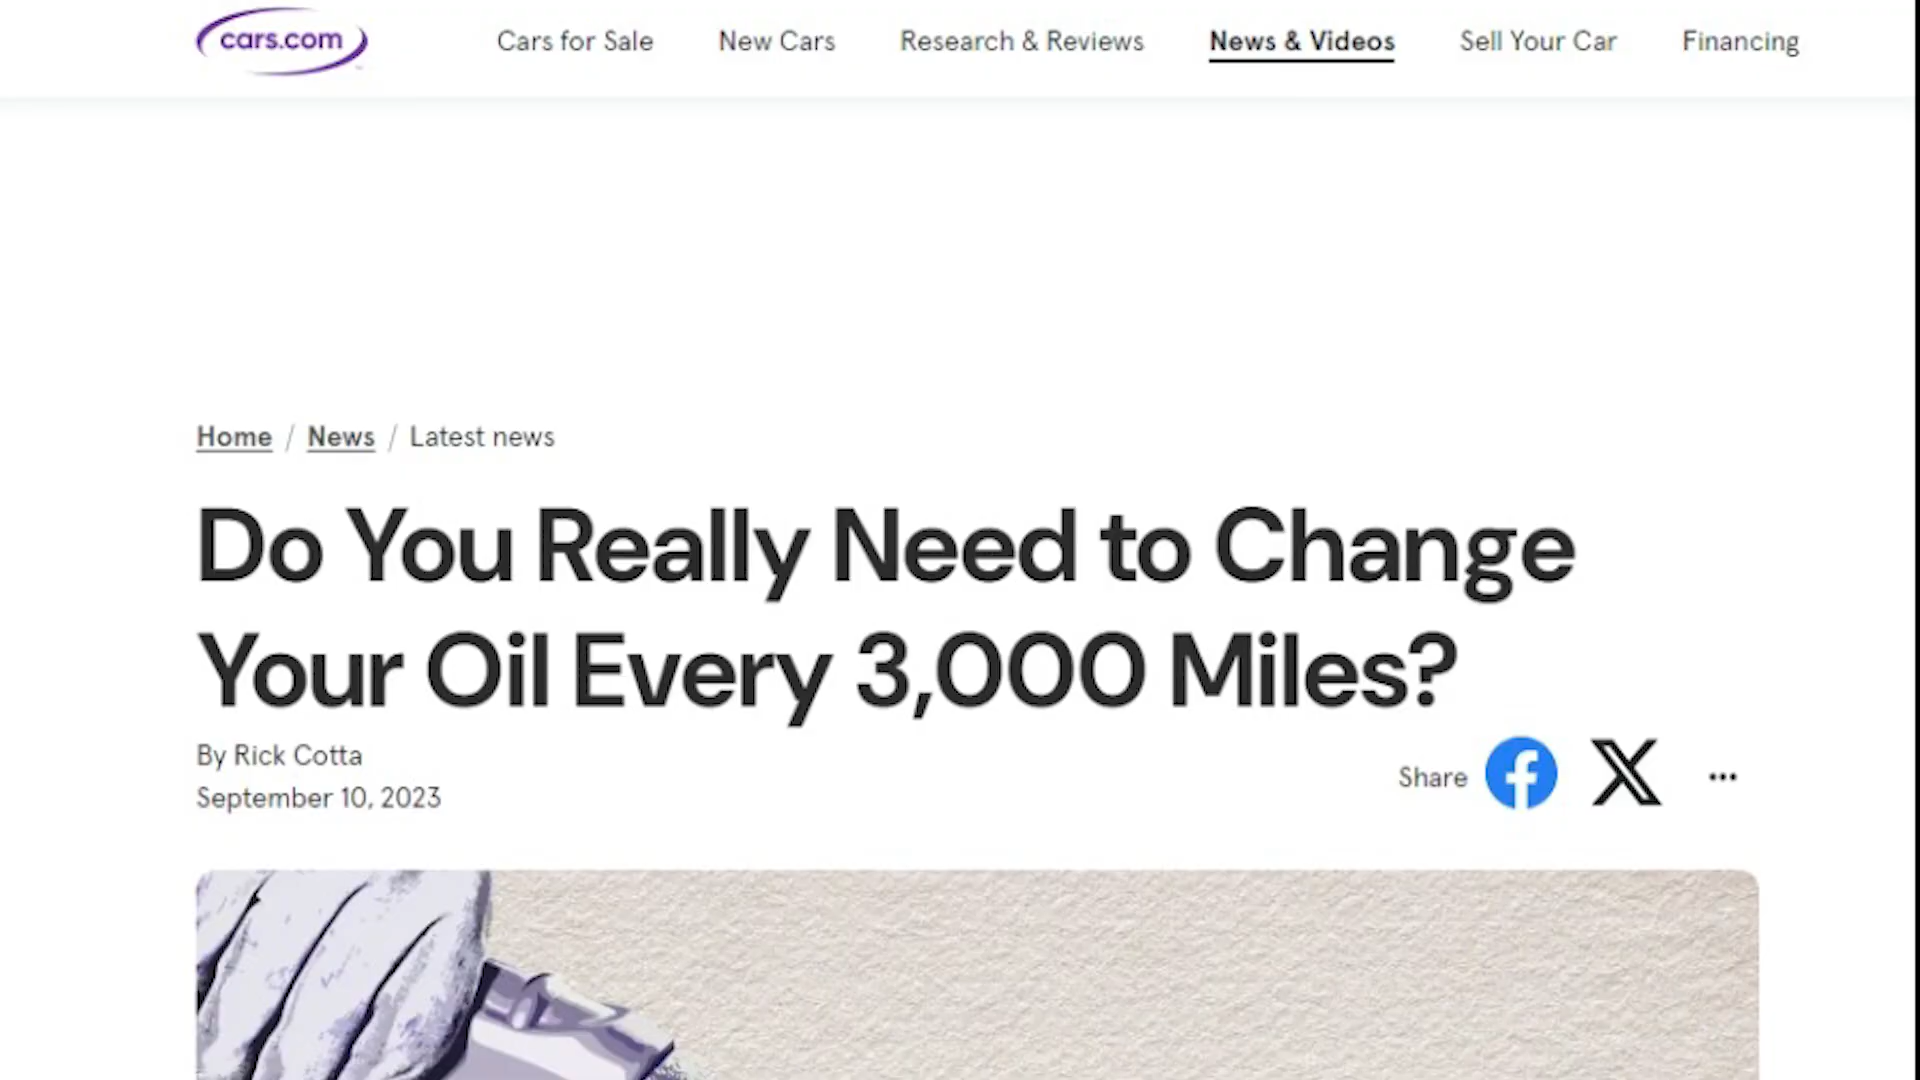 cars.com
Cars for Sale
New Cars
Research & Reviews
News & Videos
Sell Your Car
Financing
Home / News / Latest news
Do You Really Need to Change
Your Oil Every 3,000 Miles?
By Rick Cotta
September 10, 2023
Share